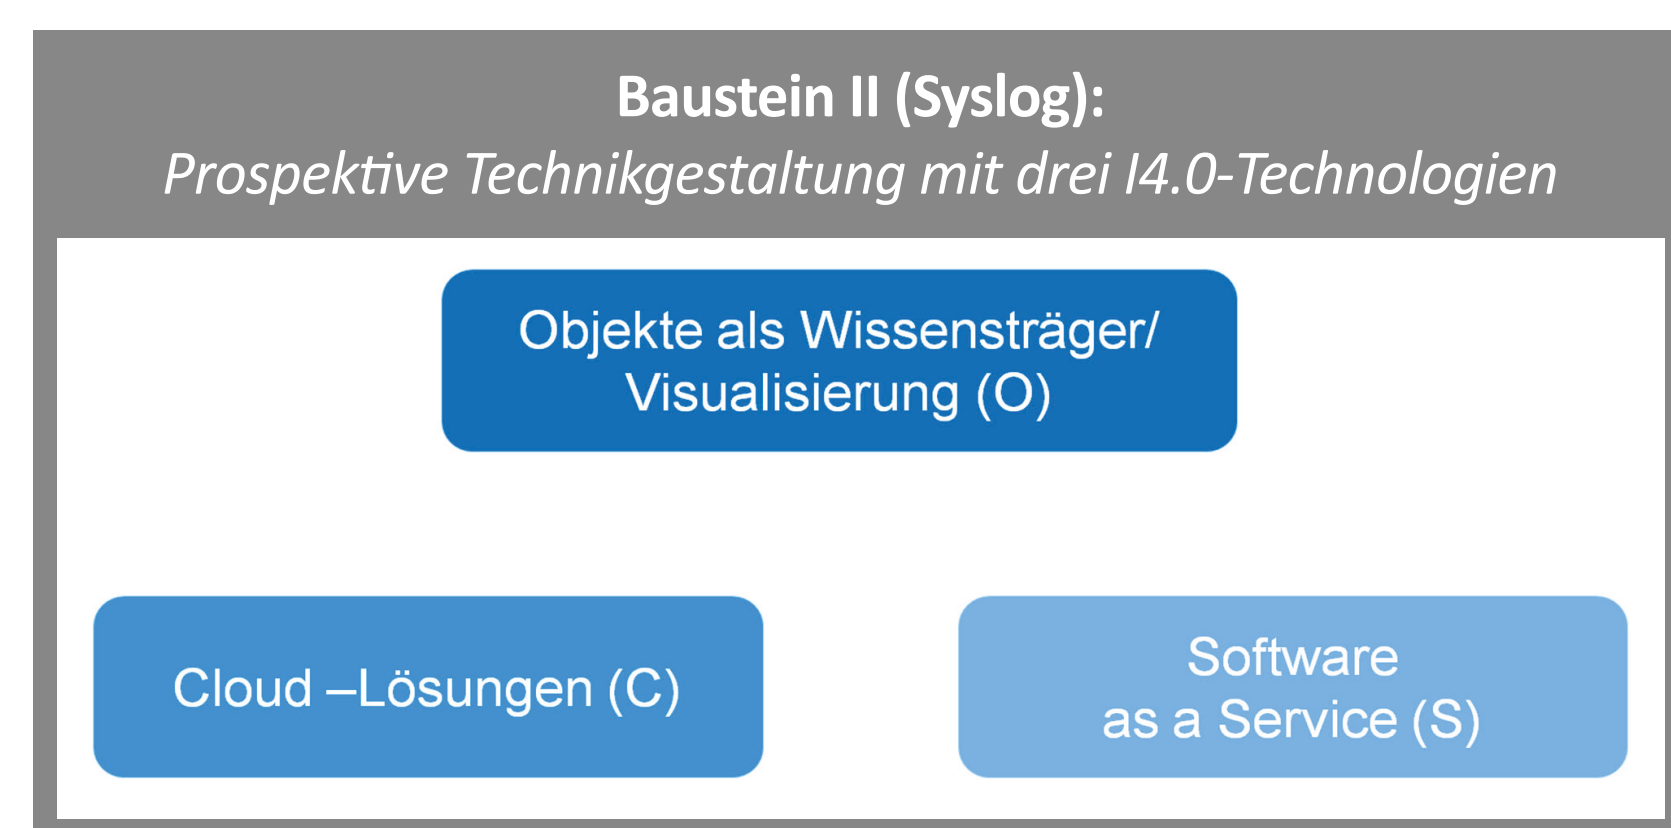 Baustein II (Syslog):
Prospektive Technikgestaltung mit drei I4.0-Technologien
Objekte als Wissensträger/
Visualisierung (O)
Cloud –Lösungen (C)
Software
as a Service (S)